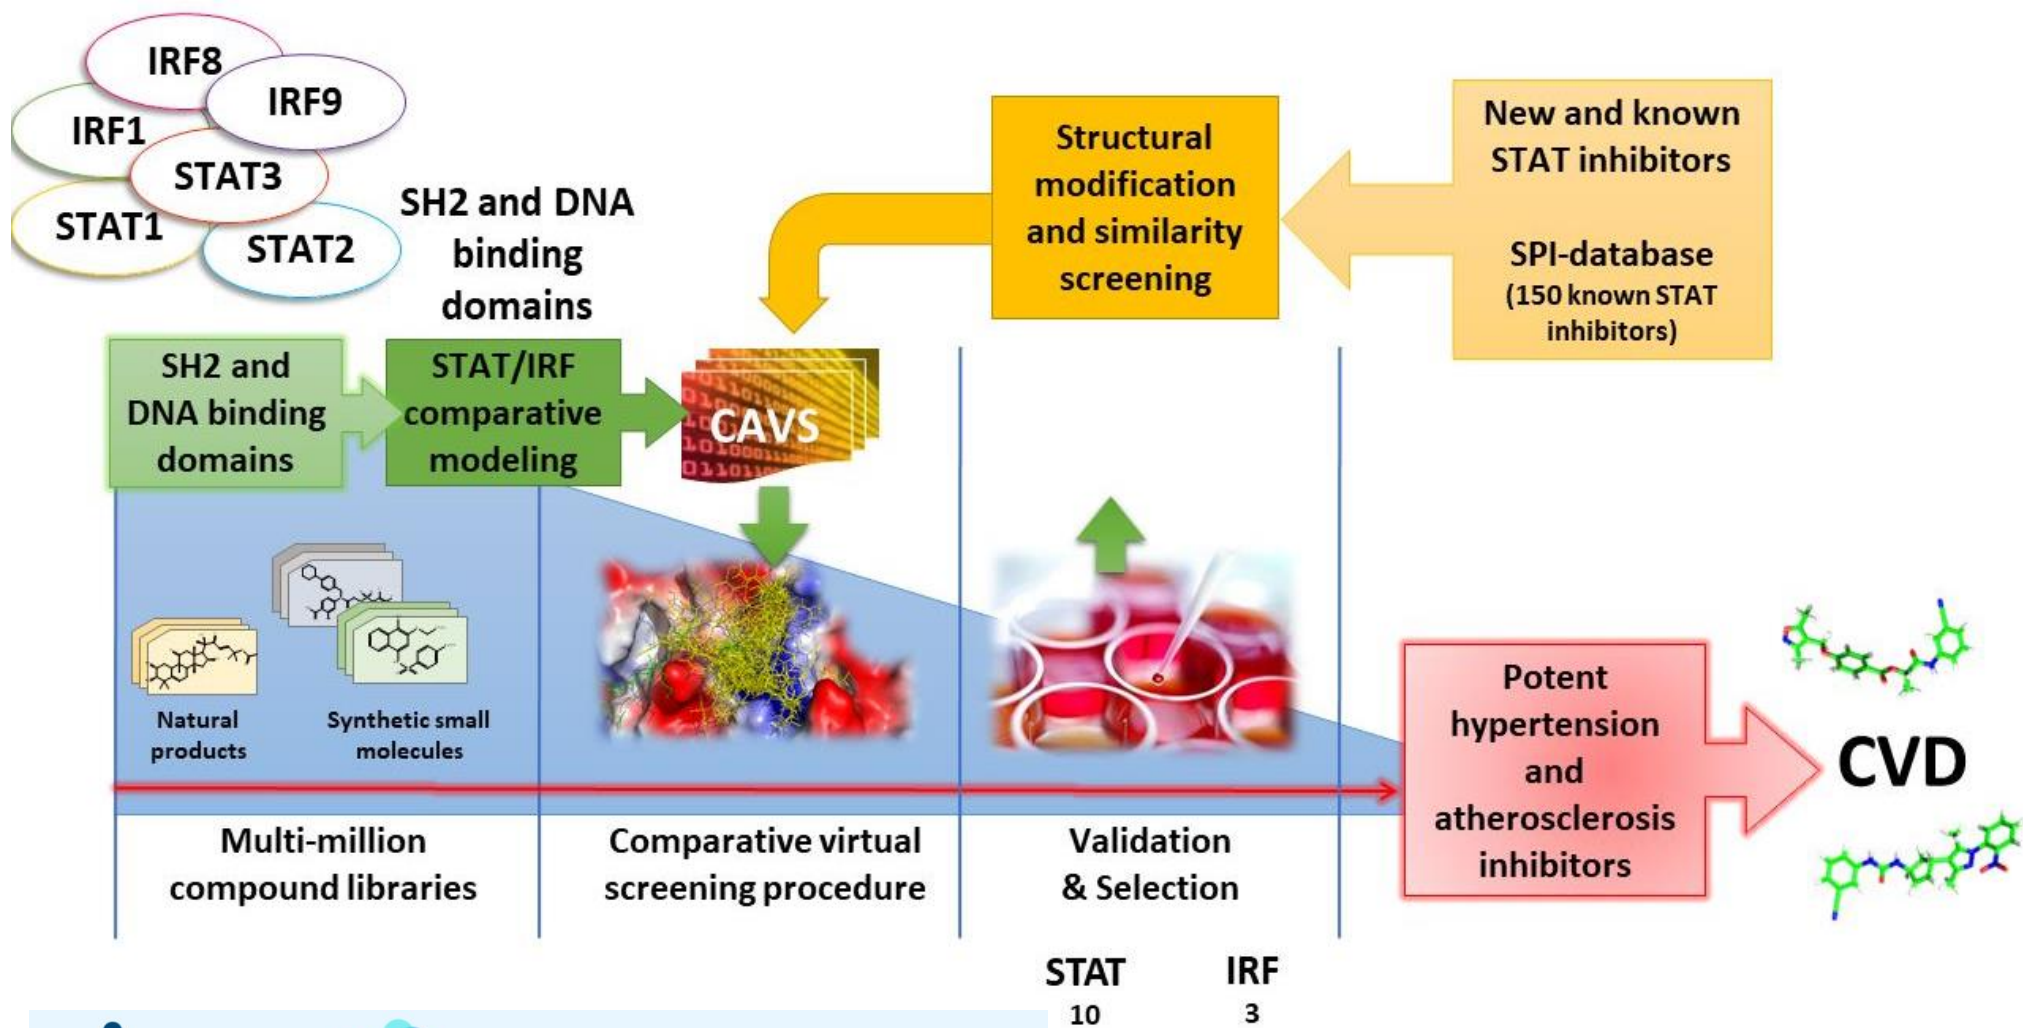 IRF8
IRF9
IRF1
STAT3
STAT1
STAT2
SH2 and DNA
binding
domains
Structural
modification
and similarity
screening
New and known
STAT inhibitors
SPI-database
(150 known STAT
inhibitors)
SH2 and
DNA binding
domains
STAT/IRF
comparative
modeling
CAVS
Natural
products
Synthetic small
molecules
Multi-million
compound libraries
Comparative virtual
screening procedure
Validation
& Selection
Potent
hypertension
and
atherosclerosis
inhibitors
CVD
STAT IRF
10 3